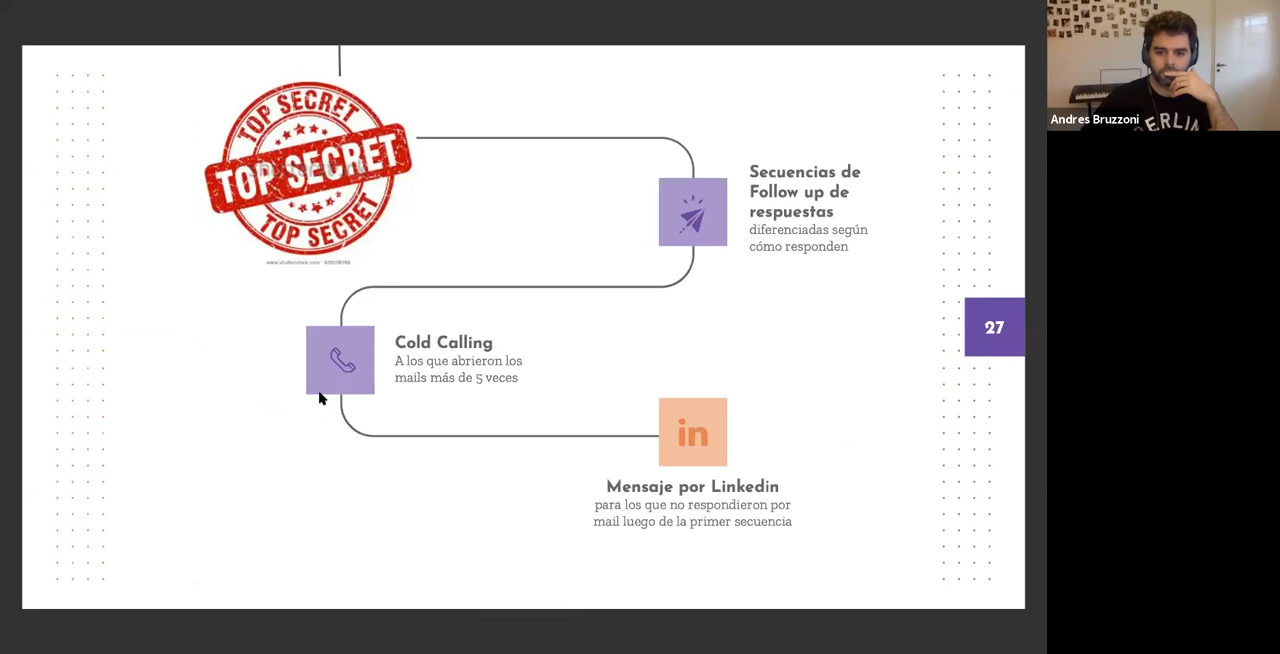 TOP SECRET
TOP SECRET
TOP SECRET
Secuencias de
Follow up de
respuestas
diferenciadas según
cómo responden
27
Cold Calling
A los que abrieron los
mails más de 5 veces
in
Mensaje por Linkedin
para los que no respondieron por
mail luego de la primer secuencia
Andres Bruzzoni